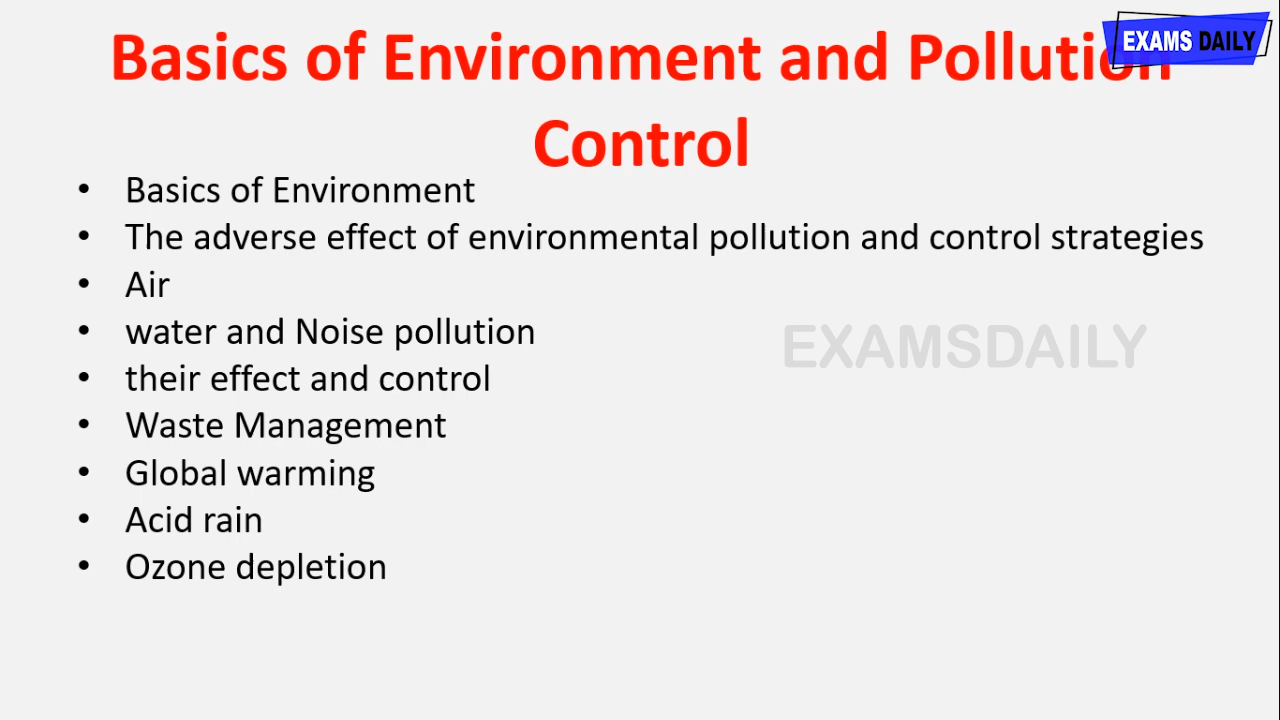 Basics of Environment and Pollution
Control
EXAMS DAILY
• Basics of Environment
• The adverse effect of environmental pollution and control strategies
• Air
• water and Noise pollution
• their effect and control
• Waste Management
• Global warming
• Acid rain
• Ozone depletion
EXAMSDAILY